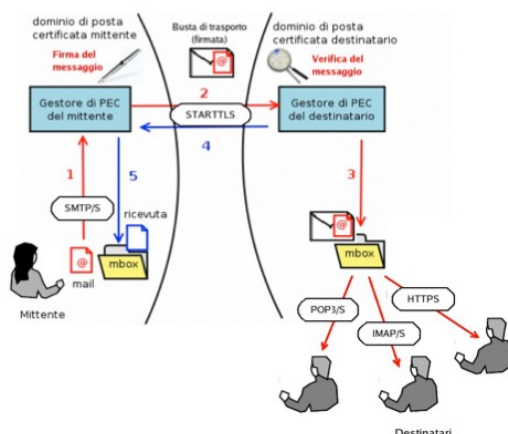 dominio di posta
certificata mittente
Firma del
messaggio
Busta di trasporto
(firmata)
@
dominio di posta
certificata destinatario
Verifica del
messaggio
Gestore di PEC
del mittente
2
STARTTLS
4
Gestore di PEC
del destinatario
1
5
3
SMTP/S
ricevuta
@
mail
mbox
Mittente
@
mbox
POP3/S
IMAP/S
HTTPS
Destinatari